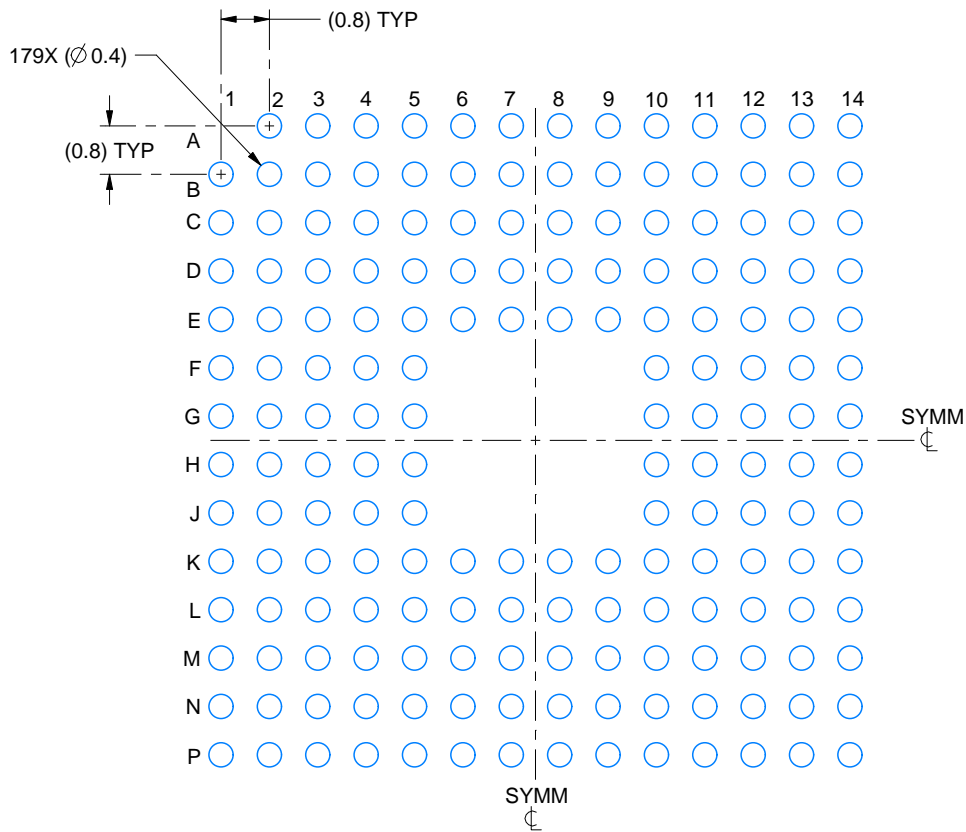 (0.8) TYP
179X (∅ 0.4)
1 2 3 4 5 6 7 8 9 10 11 12 13 14
(0.8) TYP
A
B
C
D
E
F
G
SYMM
℄
H
J
K
L
M
N
P
SYMM
℄